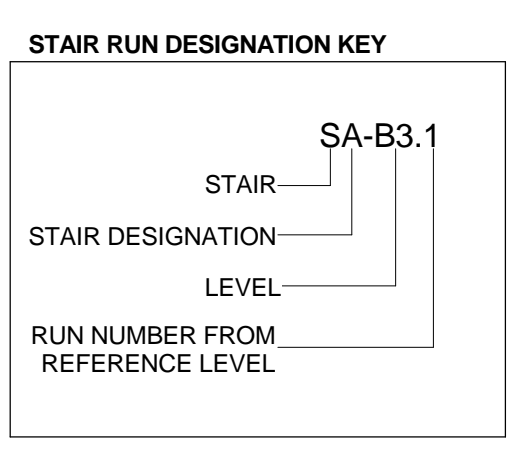 STAIR RUN DESIGNATION KEY
SA-B3.1
STAIR
STAIR DESIGNATION
LEVEL
RUN NUMBER FROM
REFERENCE LEVEL